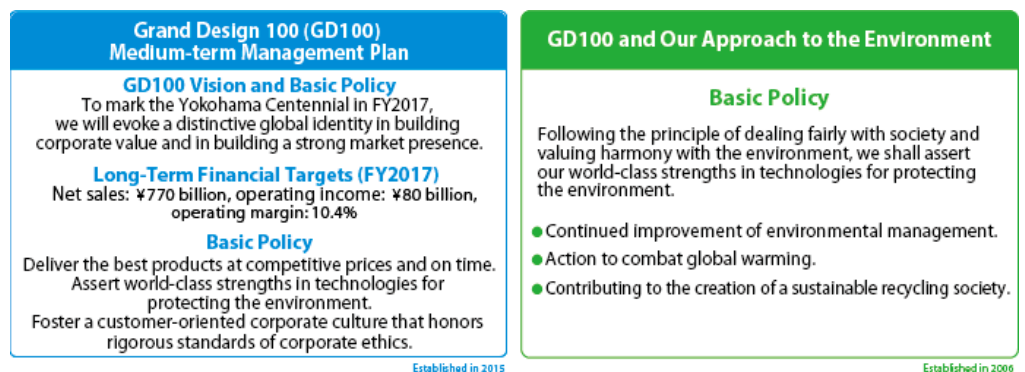 Grand Design 100 (GD100)
Medium-term Management Plan
GD100 Vision and Basic Policy
To mark the Yokohama Centennial in FY2017,
we will evoke a distinctive global identity in building
corporate value and in building a strong market presence.
Long-Term Financial Targets (FY2017)
Net sales: ¥770 billion, operating income: ¥80 billion,
operating margin: 10.4%
Basic Policy
Deliver the best products at competitive prices and on time.
Assert world-class strengths in technologies for
protecting the environment.
Foster a customer-oriented corporate culture that honors
rigorous standards of corporate ethics.
Established in 2015
GD100 and Our Approach to the Environment
Basic Policy
Following the principle of dealing fairly with society and
valuing harmony with the environment, we shall assert
our world-class strengths in technologies for protecting
the environment.
● Continued improvement of environmental management.
● Action to combat global warming.
● Contributing to the creation of a sustainable recycling society.
Established in 2006